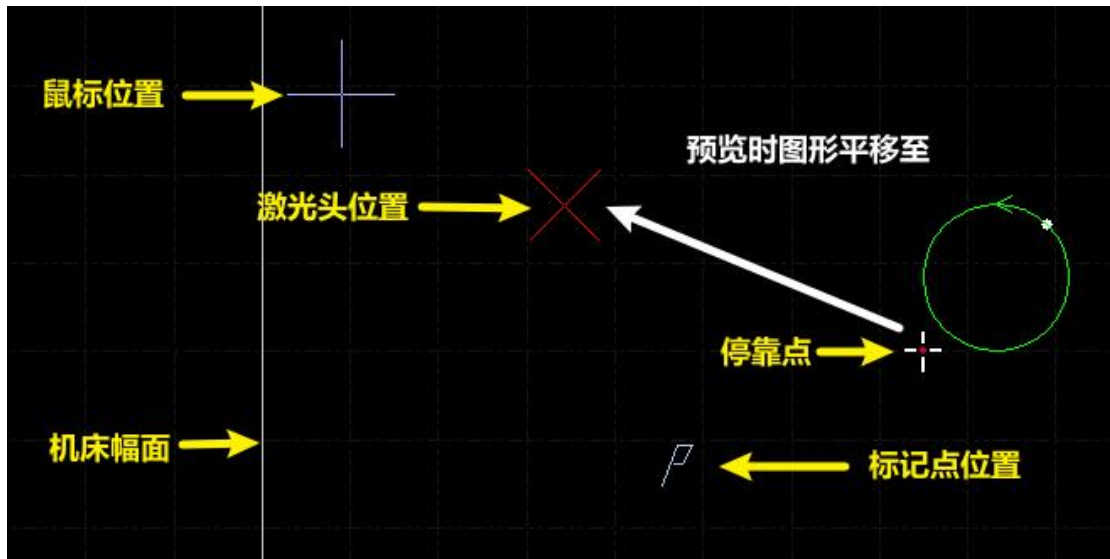 鼠标位置
预览时图形平移至
激光头位置
停靠点
机床幅面
标记点位置